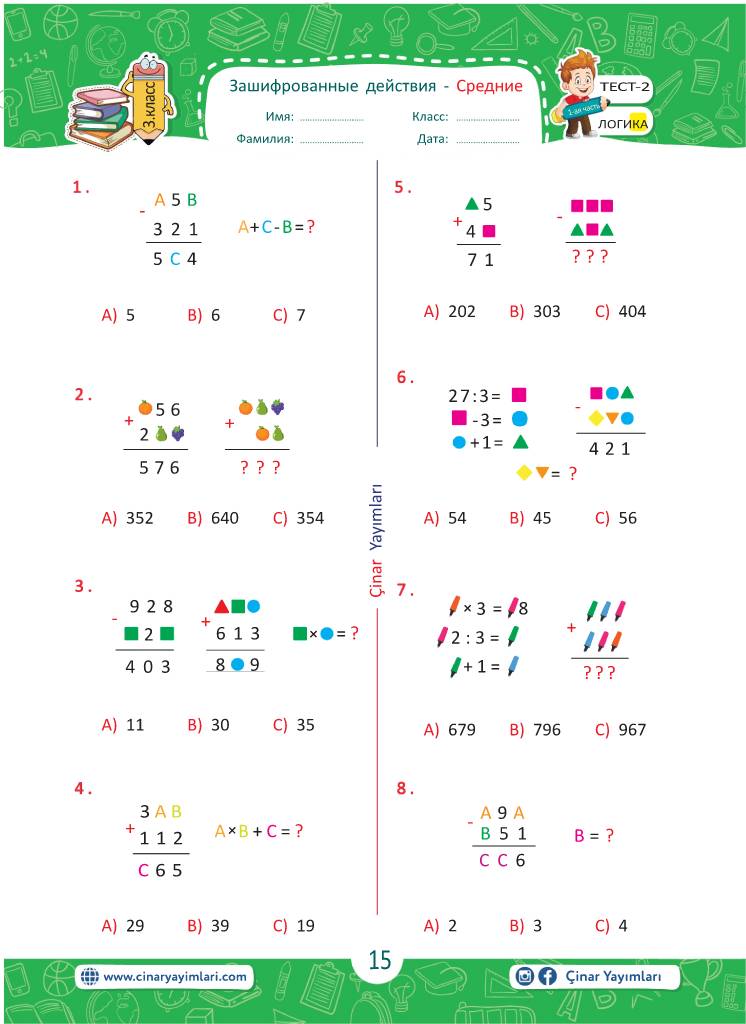 2+2=4
3.класс
Зашифрованные действия - Средние
Имя: ........................ Класс: ........................
Фамилия: ........................ Дата: ........................
ТЕСТ-2
1-ая часть
ЛОГИКА
1.
A 5 B
-
3 2 1
5 C 4
A+C-B=?
A) 5 B) 6 C) 7
2.
5 6
+
2
5 7 6
+
? ? ?
A) 352 B) 640 C) 354
3.
9 2 8
-
2
4 0 3
+
6 1 3
8 9
× = ?
A) 11 B) 30 C) 35
4.
3 A B
+
1 1 2
C 6 5
A×B+C=?
A) 29 B) 39 C) 19
5.
5
+
4
7 1
-
? ? ?
A) 202 B) 303 C) 404
6.
27:3=
-3=
+1=
-
4 2 1
= ?
A) 54 B) 45 C) 56
7.
× 3 = 8
2 : 3 =
+ 1 =
+
? ? ?
A) 679 B) 796 C) 967
8.
A 9 A
-
B 5 1
C C 6
B = ?
A) 2 B) 3 C) 4
Çinar Yayımları
www.cinaryayimlari.com
15
Çinar Yayımları